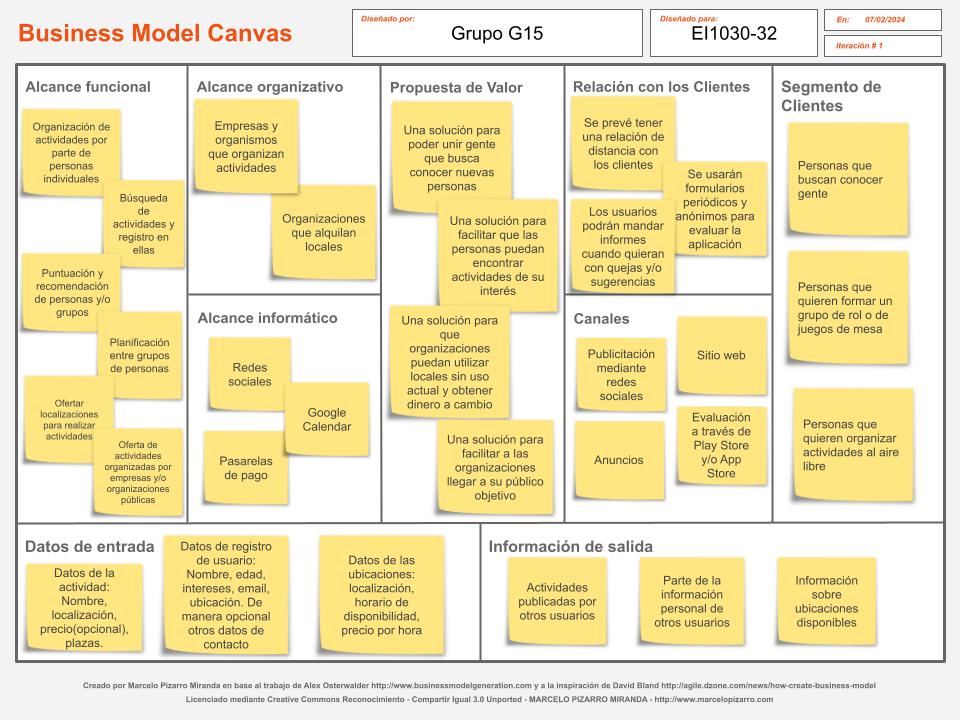 Business Model Canvas
Diseñado por:
Grupo G15
Diseñado para:
EI1030-32
En: 07/02/2024
Iteración # 1
Alcance funcional
Organización de
actividades por
parte de
personas
individuales
Búsqueda
de
actividades y
registro en
ellas
Puntuación y
recomendación
de personas y/o
grupos
Planificación
entre grupos
de personas
Ofertar
localizaciones
para realizar
actividades
Oferta de
actividades
organizadas por
empresas y/o
organizaciones
públicas
Alcance organizativo
Empresas y
organismos
que organizan
actividades
Organizaciones
que alquilan
locales
Alcance informático
Redes
sociales
Google
Calendar
Pasarelas
de pago
Propuesta de Valor
Una solución para
poder unir gente
que busca
conocer nuevas
personas
Una solución para
facilitar que las
personas puedan
encontrar
actividades de su
interés
Una solución para
que
organizaciones
puedan utilizar
locales sin uso
actual y obtener
dinero a cambio
Una solución para
facilitar a las
organizaciones
llegar a su público
objetivo
Relación con los Clientes
Se prevé tener
una relación de
distancia con
los clientes
Se usarán
formularios
periódicos y
anónimos para
evaluar la
aplicación
Los usuarios
podrán mandar
informes
cuando quieran
con quejas y/o
sugerencias
Canales
Publicitación
mediante
redes
sociales
Sitio web
Anuncios
Evaluación
a través de
Play Store
y/o App
Store
Segmento de
Clientes
Personas que
buscan conocer
gente
Personas que
quieren formar un
grupo de rol o de
juegos de mesa
Personas que
quieren organizar
actividades al aire
libre
Datos de entrada
Datos de la
actividad:
Nombre,
localización,
precio(opcional),
plazas.
Datos de registro
de usuario:
Nombre, edad,
intereses, email,
ubicación. De
manera opcional
otros datos de
contacto
Datos de las
ubicaciones:
localización,
horario de
disponibilidad,
precio por hora
Información de salida
Actividades
publicadas por
otros usuarios
Parte de la
información
personal de
otros usuarios
Información
sobre
ubicaciones
disponibles
Creado por Marcelo Pizarro Miranda en base al trabajo de Alex Osterwalder http://www.businessmodelgeneration.com y a la inspiración de David Bland http://agile.dzone.com/news/how-create-business-model
Licenciado mediante Creative Commons Reconocimiento - Compartir Igual 3.0 Unported - MARCELO PIZARRO MIRANDA - http://www.marcelopizarro.com